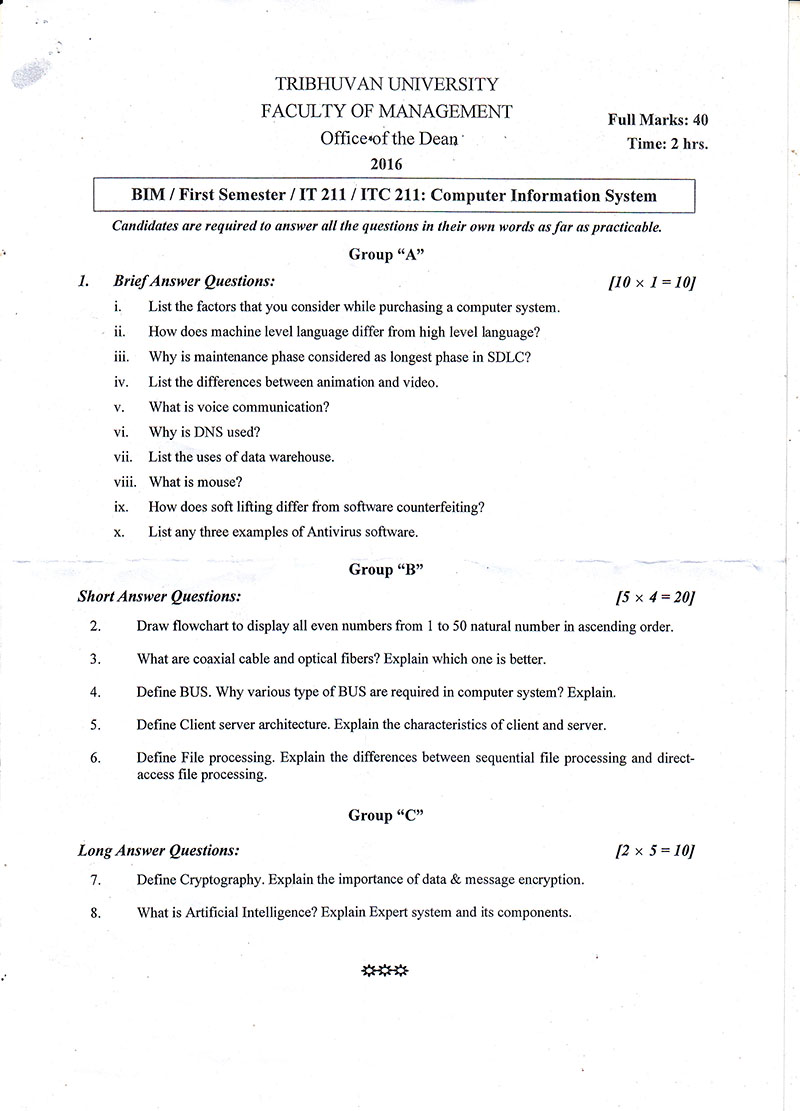 TRIBHUVAN UNIVERSITY
FACULTY OF MANAGEMENT
Office of the Dean
2016
Full Marks: 40
Time: 2 hrs.
BIM / First Semester / IT 211 / ITC 211: Computer Information System
Candidates are required to answer all the questions in their own words as far as practicable.
Group “A”
1. Brief Answer Questions: [10 × 1 = 10]
i. List the factors that you consider while purchasing a computer system.
ii. How does machine level language differ from high level language?
iii. Why is maintenance phase considered as longest phase in SDLC?
iv. List the differences between animation and video.
v. What is voice communication?
vi. Why is DNS used?
vii. List the uses of data warehouse.
viii. What is mouse?
ix. How does soft lifting differ from software counterfeiting?
x. List any three examples of Antivirus software.
Group “B”
Short Answer Questions: [5 × 4 = 20]
2. Draw flowchart to display all even numbers from 1 to 50 natural number in ascending order.
3. What are coaxial cable and optical fibers? Explain which one is better.
4. Define BUS. Why various type of BUS are required in computer system? Explain.
5. Define Client server architecture. Explain the characteristics of client and server.
6. Define File processing. Explain the differences between sequential file processing and direct-
access file processing.
Group “C”
Long Answer Questions: [2 × 5 = 10]
7. Define Cryptography. Explain the importance of data & message encryption.
8. What is Artificial Intelligence? Explain Expert system and its components.